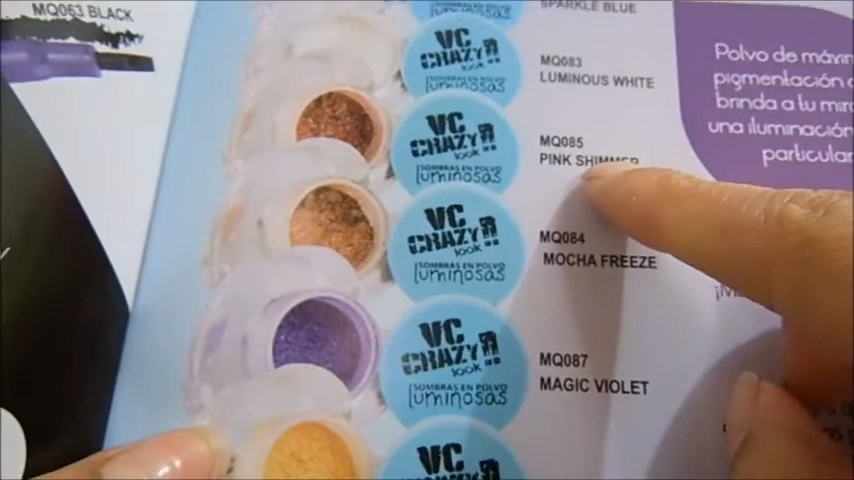 MQ063 BLACK
SPARKLE BLUE
VC
CRAZY!!
look
SOMBRAS EN POLVO
luminosas
MQ083
LUMINOUS WHITE
VC
CRAZY!!
look
SOMBRAS EN POLVO
luminosas
MQ085
PINK SHIMMER
VC
CRAZY!!
look
SOMBRAS EN POLVO
luminosas
MQ084
MOCHA FREEZE
VC
CRAZY!!
look
SOMBRAS EN POLVO
luminosas
MQ087
MAGIC VIOLET
VC
Polvo de máxim
pigmentación
brinda a tu mir
una iluminación
particular